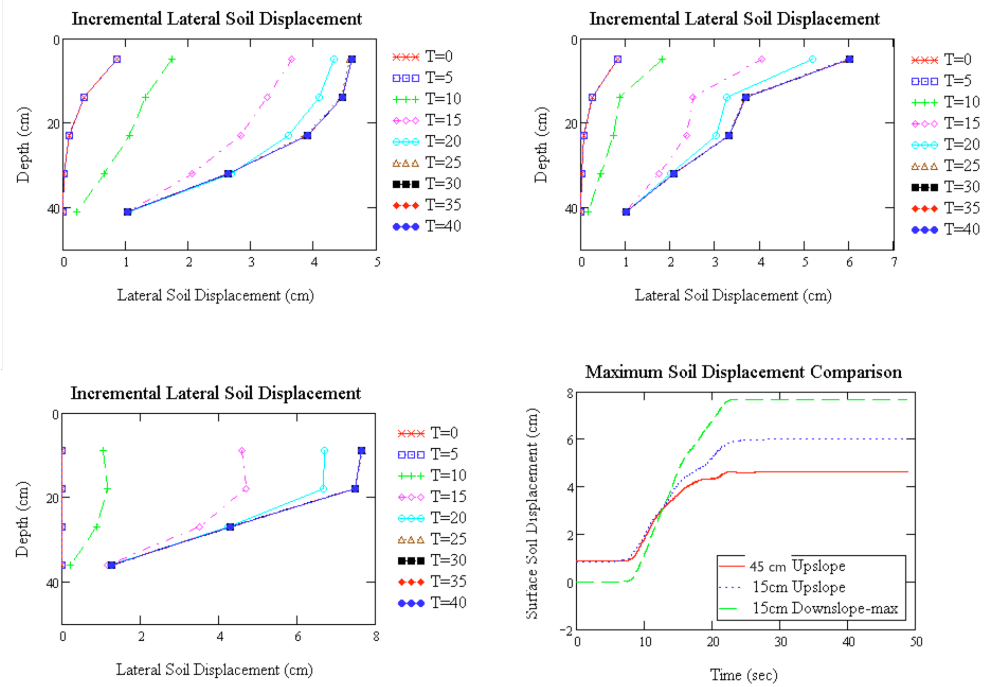 Incremental Lateral Soil Displacement
0
20
40
Depth (cm)
0 1 2 3 4 5
Lateral Soil Displacement (cm)
T=0
T=5
T=10
T=15
T=20
T=25
T=30
T=35
T=40
Incremental Lateral Soil Displacement
0
20
40
Depth (cm)
0 1 2 3 4 5 6 7
Lateral Soil Displacement (cm)
T=0
T=5
T=10
T=15
T=20
T=25
T=30
T=35
T=40
Incremental Lateral Soil Displacement
0
20
40
Depth (cm)
0 2 4 6 8
Lateral Soil Displacement (cm)
T=0
T=5
T=10
T=15
T=20
T=25
T=30
T=35
T=40
Maximum Soil Displacement Comparison
8
6
4
2
0
−2
Surface Soil Displacement (cm)
45 cm Upslope
15cm Upslope
15cm Downslope-max
0 10 20 30 40 50
Time (sec)